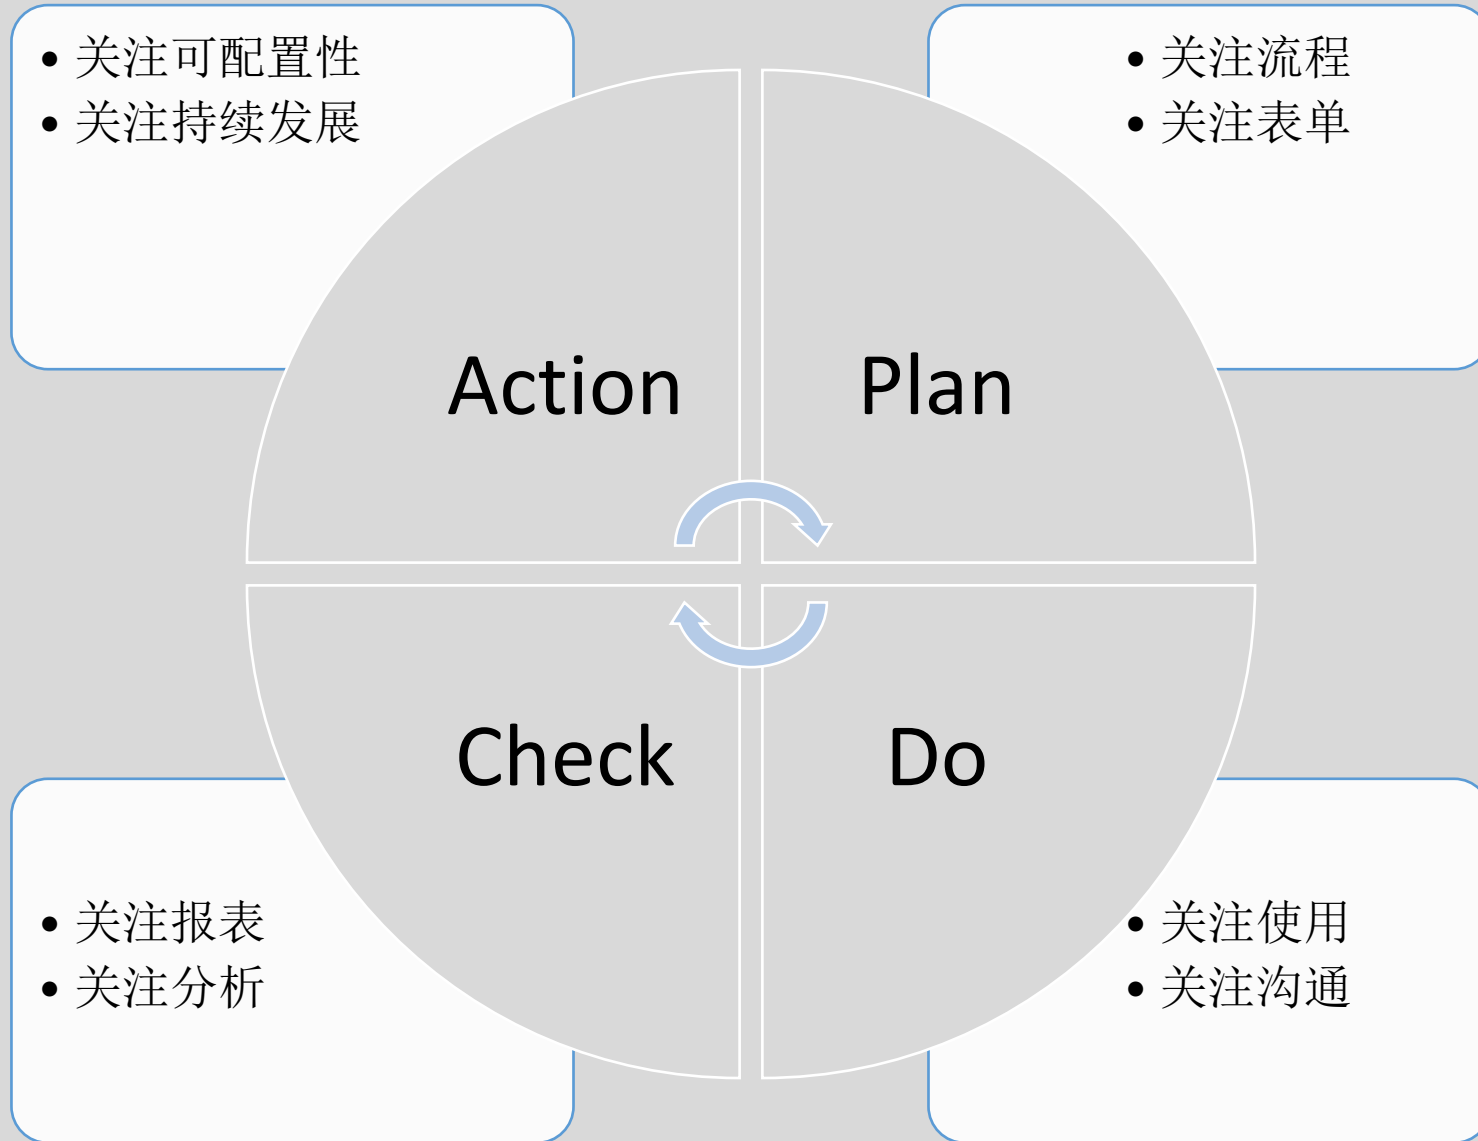 • 关注可配置性
• 关注持续发展
• 关注流程
• 关注表单
Action
Plan
Check
Do
• 关注报表
• 关注分析
• 关注使用
• 关注沟通